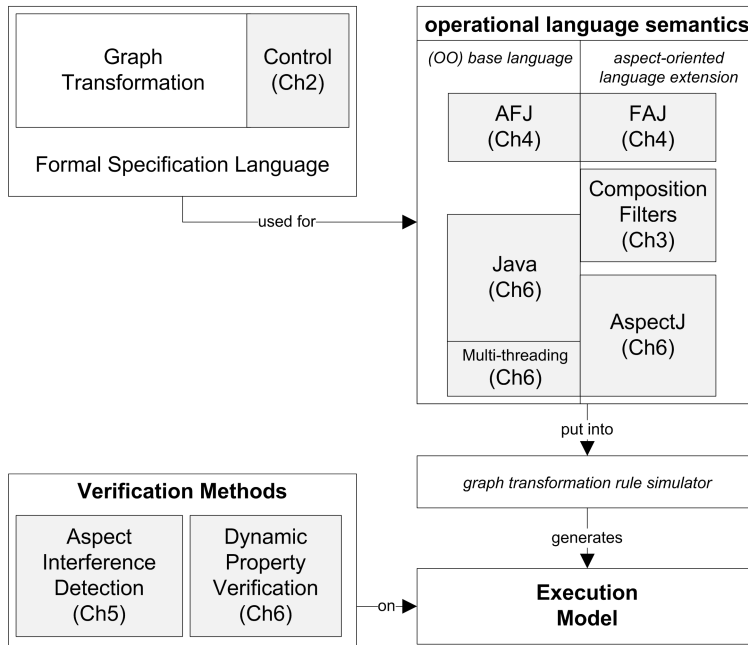 Graph
Transformation
Control
(Ch2)
Formal Specification Language
used for
operational language semantics
(OO) base language
aspect-oriented
language extension
AFJ
(Ch4)
FAJ
(Ch4)
Composition
Filters
(Ch3)
Java
(Ch6)
AspectJ
(Ch6)
Multi-threading
(Ch6)
put into
graph transformation rule simulator
generates
Verification Methods
Aspect
Interference
Detection
(Ch5)
Dynamic
Property
Verification
(Ch6)
on
Execution
Model